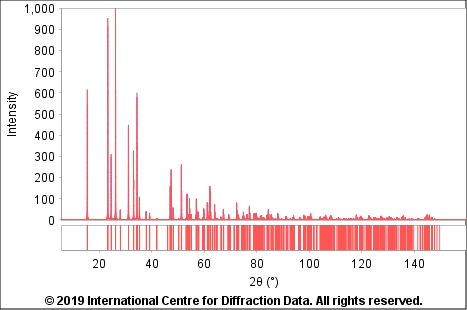 1,000
900
800
700
600
500
400
300
200
100
0
Intensity
20 40 60 80 100 120 140
2θ (°)
© 2019 International Centre for Diffraction Data. All rights reserved.